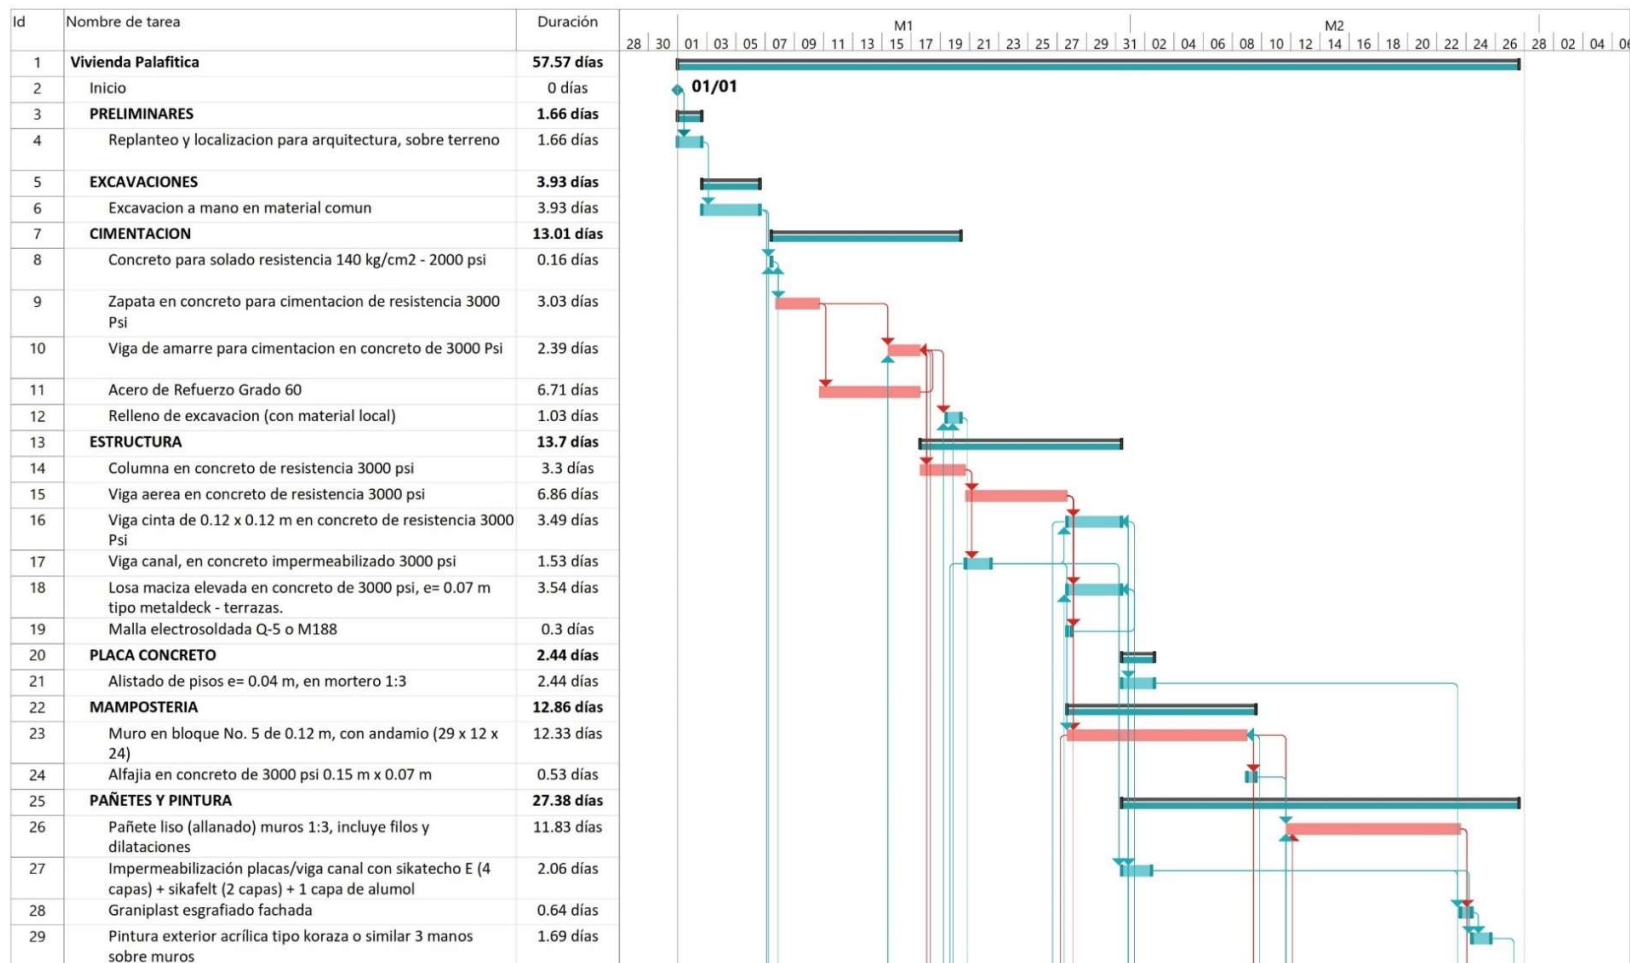 Id Nombre de tarea Duración M1 M2
28 30 01 03 05 07 09 11 13 15 17 19 21 23 25 27 29 31 02 04 06 08 10 12 14 16 18 20 22 24 26 28 02 04 06
1 Vivienda Palafitica 57.57 días
2 Inicio 0 días 01/01
3 PRELIMINARES 1.66 días
4 Replanteo y localizacion para arquitectura, sobre terreno 1.66 días
5 EXCAVACIONES 3.93 días
6 Excavacion a mano en material comun 3.93 días
7 CIMENTACION 13.01 días
8 Concreto para solado resistencia 140 kg/cm2 - 2000 psi 0.16 días
9 Zapata en concreto para cimentacion de resistencia 3000 3.03 días
Psi
10 Viga de amarre para cimentacion en concreto de 3000 Psi 2.39 días
11 Acero de Refuerzo Grado 60 6.71 días
12 Relleno de excavacion (con material local) 1.03 días
13 ESTRUCTURA 13.7 días
14 Columna en concreto de resistencia 3000 psi 3.3 días
15 Viga aerea en concreto de resistencia 3000 psi 6.86 días
16 Viga cinta de 0.12 x 0.12 m en concreto de resistencia 3000 3.49 días
Psi
17 Viga canal, en concreto impermeabilizado 3000 psi 1.53 días
18 Losa maciza elevada en concreto de 3000 psi, e= 0.07 m 3.54 días
tipo metaldeck - terrazas.
19 Malla electrosoldada Q-5 o M188 0.3 días
20 PLACA CONCRETO 2.44 días
21 Alistado de pisos e= 0.04 m, en mortero 1:3 2.44 días
22 MAMPOSTERIA 12.86 días
23 Muro en bloque No. 5 de 0.12 m, con andamio (29 x 12 x 12.33 días
24)
24 Alfajia en concreto de 3000 psi 0.15 m x 0.07 m 0.53 días
25 PAÑETES Y PINTURA 27.38 días
26 Pañete liso (allanado) muros 1:3, incluye filos y 11.83 días
dilataciones
27 Impermeabilización placas/viga canal con sikatecho E (4 2.06 días
capas) + sikafelt (2 capas) + 1 capa de alumol
28 Graniplast esgrafiado fachada 0.64 días
29 Pintura exterior acrílica tipo koraza o similar 3 manos 1.69 días
sobre muros